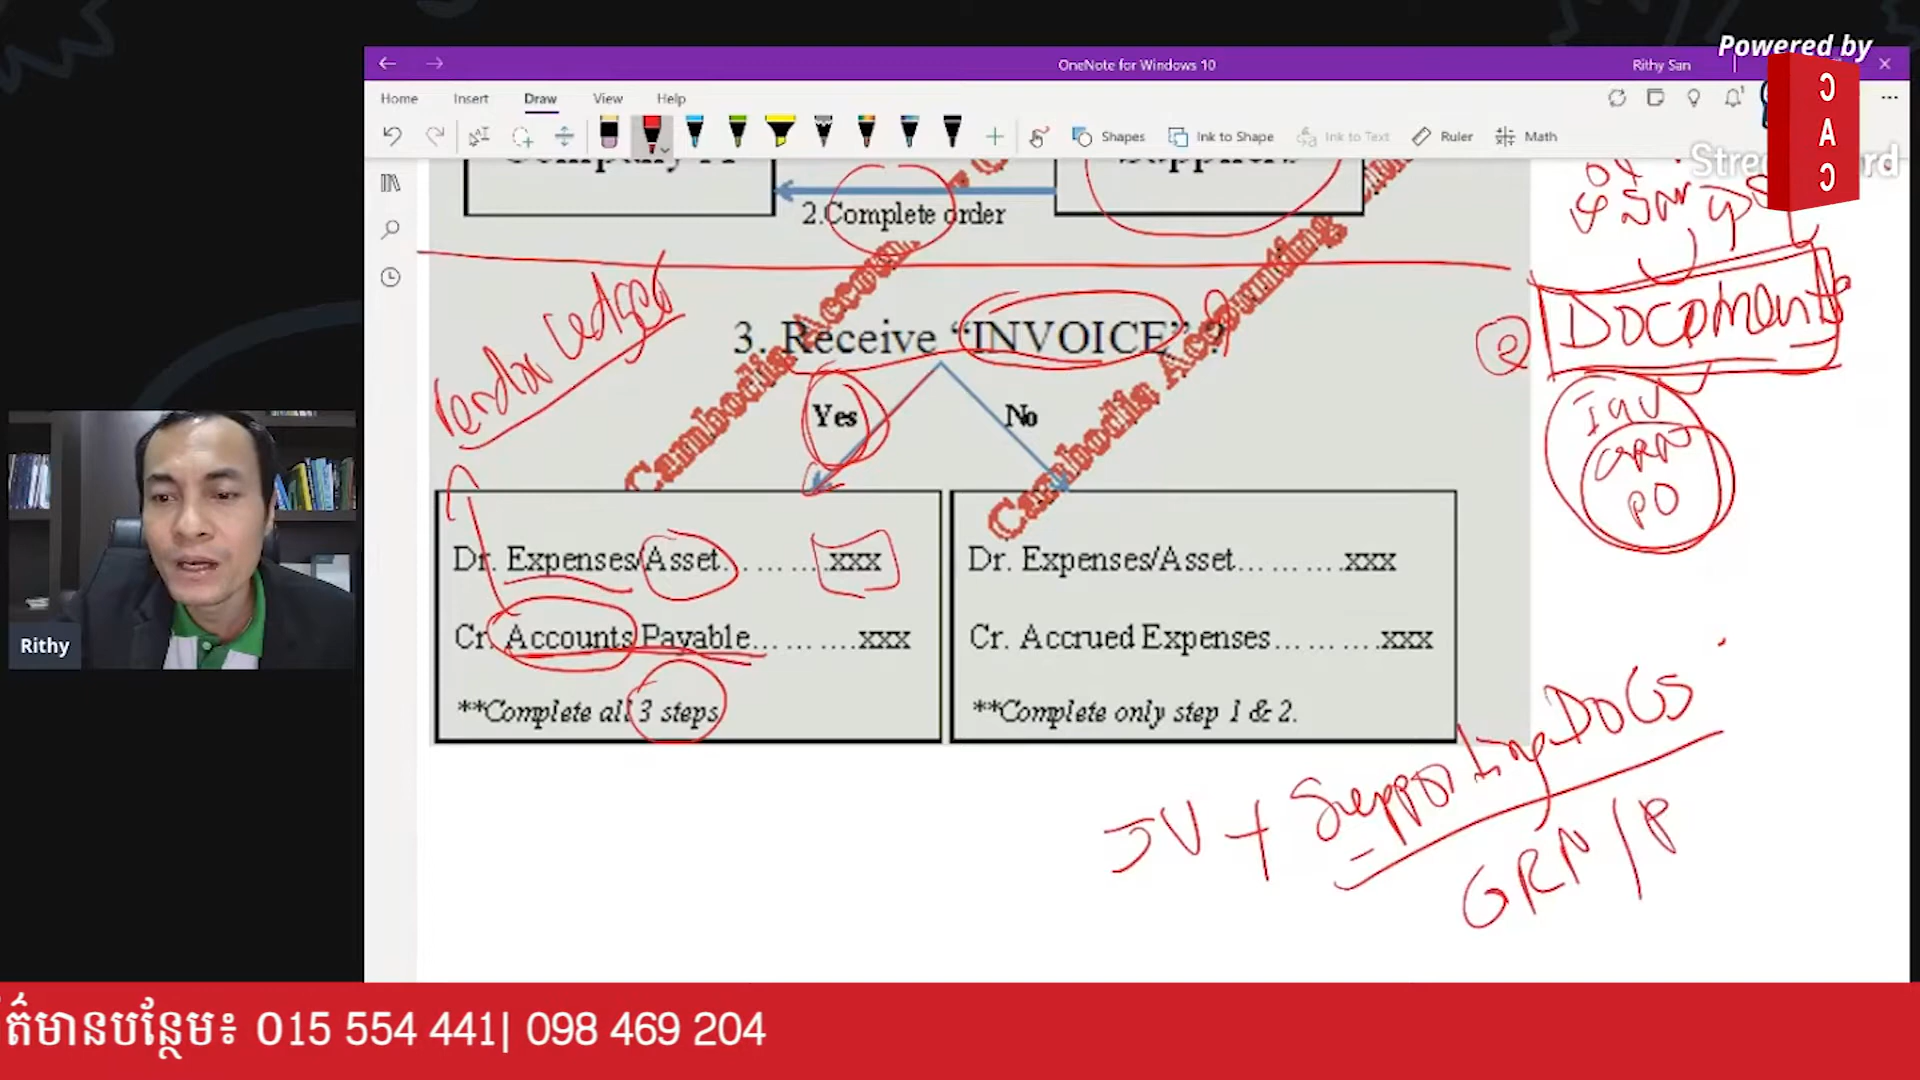 Powered by
OneNote for Windows 10
Rithy San
Home Insert Draw View Help
Shapes Ink to Shape Ink to Text Ruler Math
CAC
2.Complete order
Vendor Ledger
3. Receive “INVOICE” ?
Documents
2
Yes
No
INV
GRN
PO
Cambodia Accounting
Dr. Expenses/Asset... ... ....xxx
Cr. Accounts Payable... ... ....xxx
**Complete all 3 steps
Dr. Expenses/Asset... ... ....xxx
Cr. Accrued Expenses... ... ....xxx
**Complete only step 1 & 2.
JV + Supporting DOCS
GRN/P
Rithy
ព័ត៌មានបន្ថែម៖ 015 554 441| 098 469 204